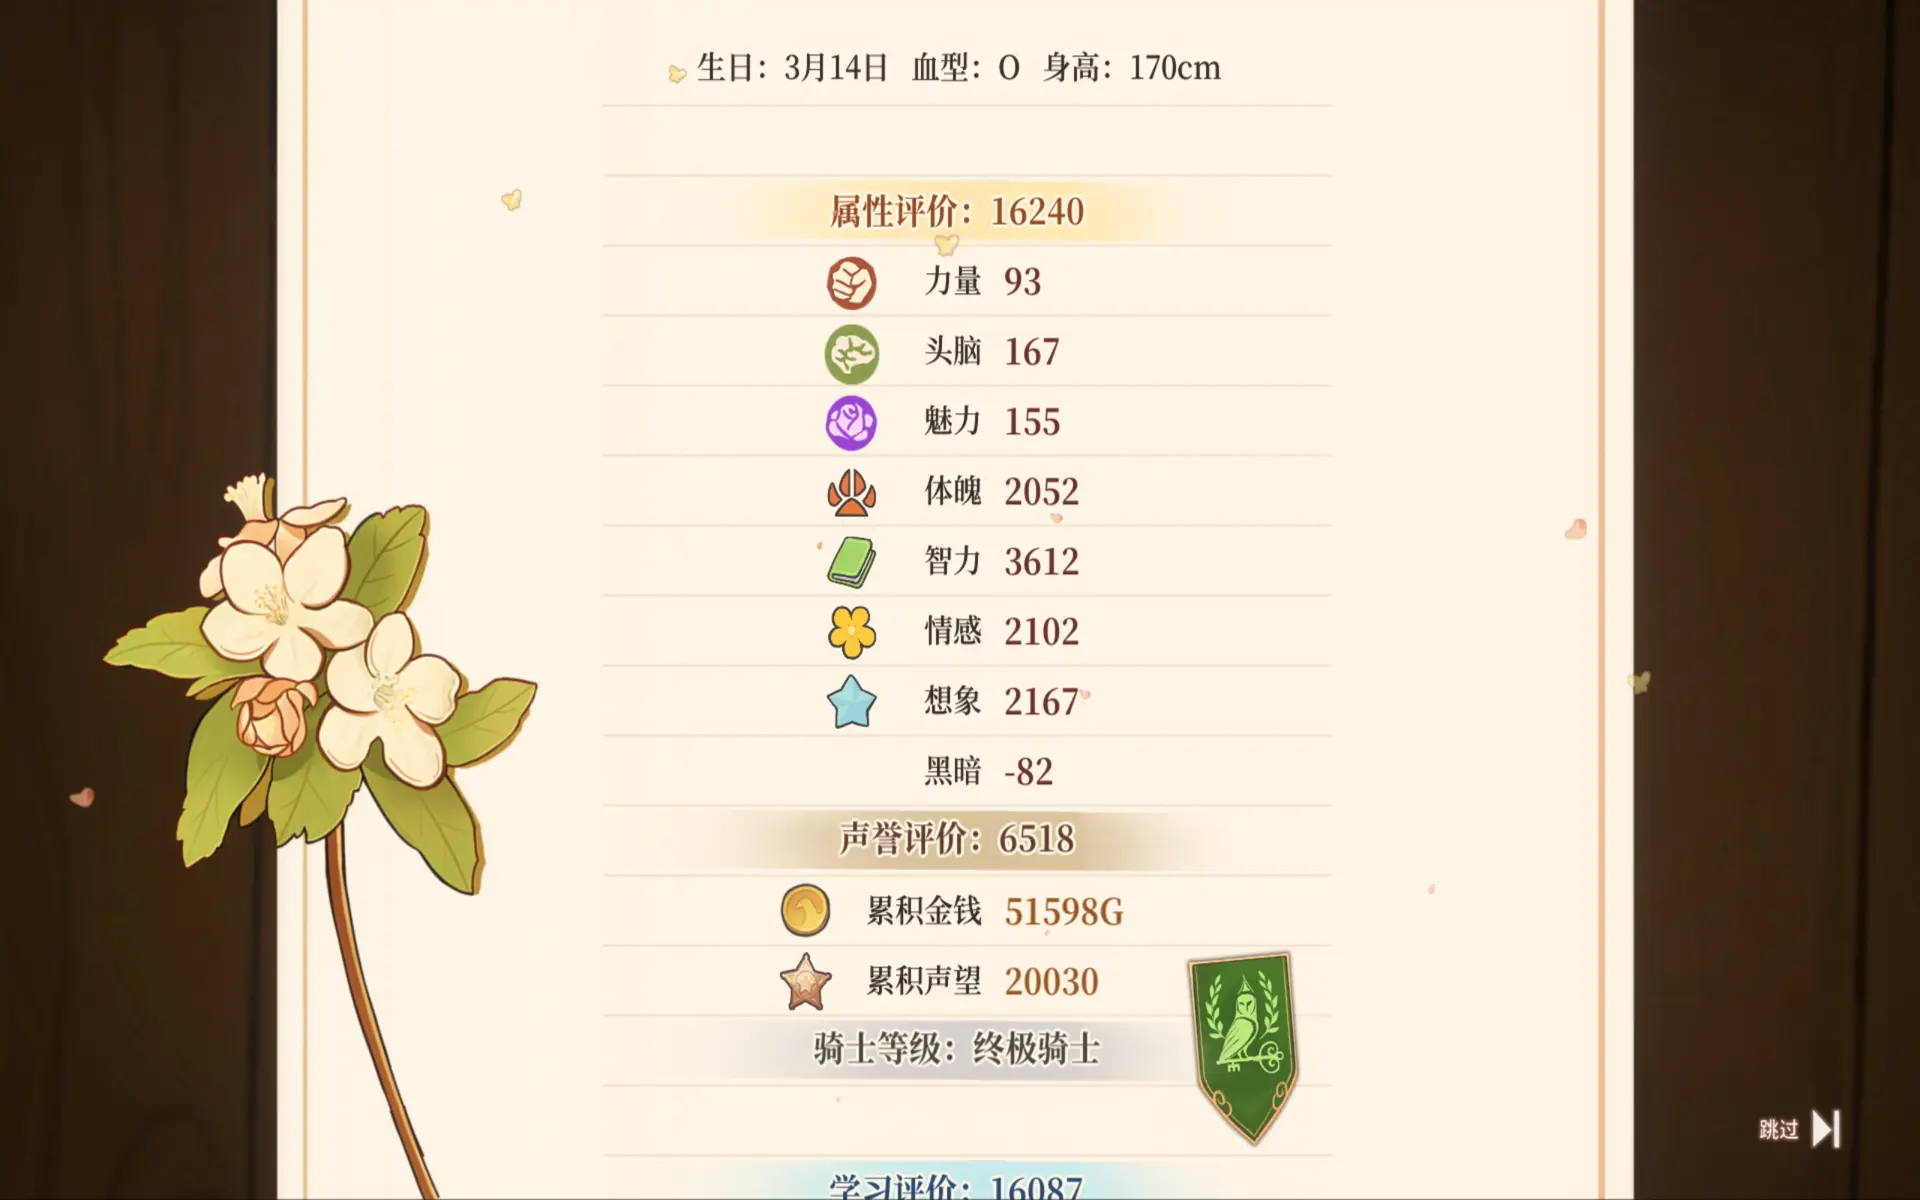 生日：3月14日 血型：O 身高：170cm
属性评价：16240
力量 93
头脑 167
魅力 155
体魄 2052
智力 3612
情感 2102
想象 2167
黑暗 -82
声誉评价：6518
累积金钱 51598G
累积声望 20030
骑士等级：终极骑士
跳过
学习评价：16087